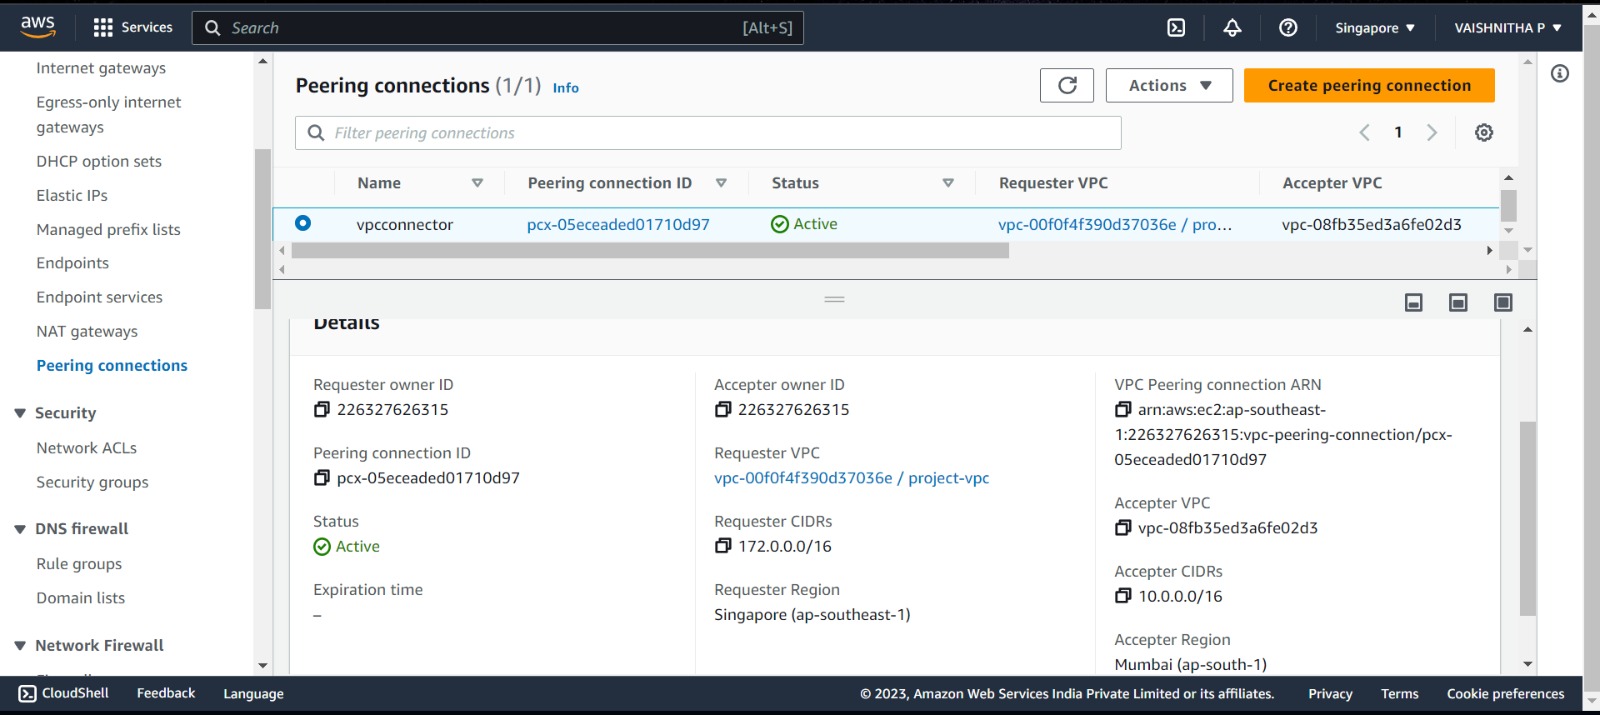 aws
Services
Search
[Alt+S]
Singapore
VAISHNITHA P
Internet gateways
Egress-only internet
gateways
DHCP option sets
Elastic IPs
Managed prefix lists
Endpoints
Endpoint services
NAT gateways
Peering connections
Security
Network ACLs
Security groups
DNS firewall
Rule groups
Domain lists
Network Firewall
Peering connections (1/1) Info
Actions
Create peering connection
Filter peering connections
1
Name
Peering connection ID
Status
Requester VPC
Accepter VPC
vpcconnector
pcx-05eceaded01710d97
Active
vpc-00f0f4f390d37036e / pro...
vpc-08fb35ed3a6fe02d3
Details
Requester owner ID
226327626315
Peering connection ID
pcx-05eceaded01710d97
Status
Active
Expiration time
–
Accepter owner ID
226327626315
Requester VPC
vpc-00f0f4f390d37036e / project-vpc
Requester CIDRs
172.0.0.0/16
Requester Region
Singapore (ap-southeast-1)
VPC Peering connection ARN
arn:aws:ec2:ap-southeast-
1:226327626315:vpc-peering-connection/pcx-
05eceaded01710d97
Accepter VPC
vpc-08fb35ed3a6fe02d3
Accepter CIDRs
10.0.0.0/16
Accepter Region
Mumbai (ap-south-1)
CloudShell
Feedback
Language
© 2023, Amazon Web Services India Private Limited or its affiliates.
Privacy
Terms
Cookie preferences